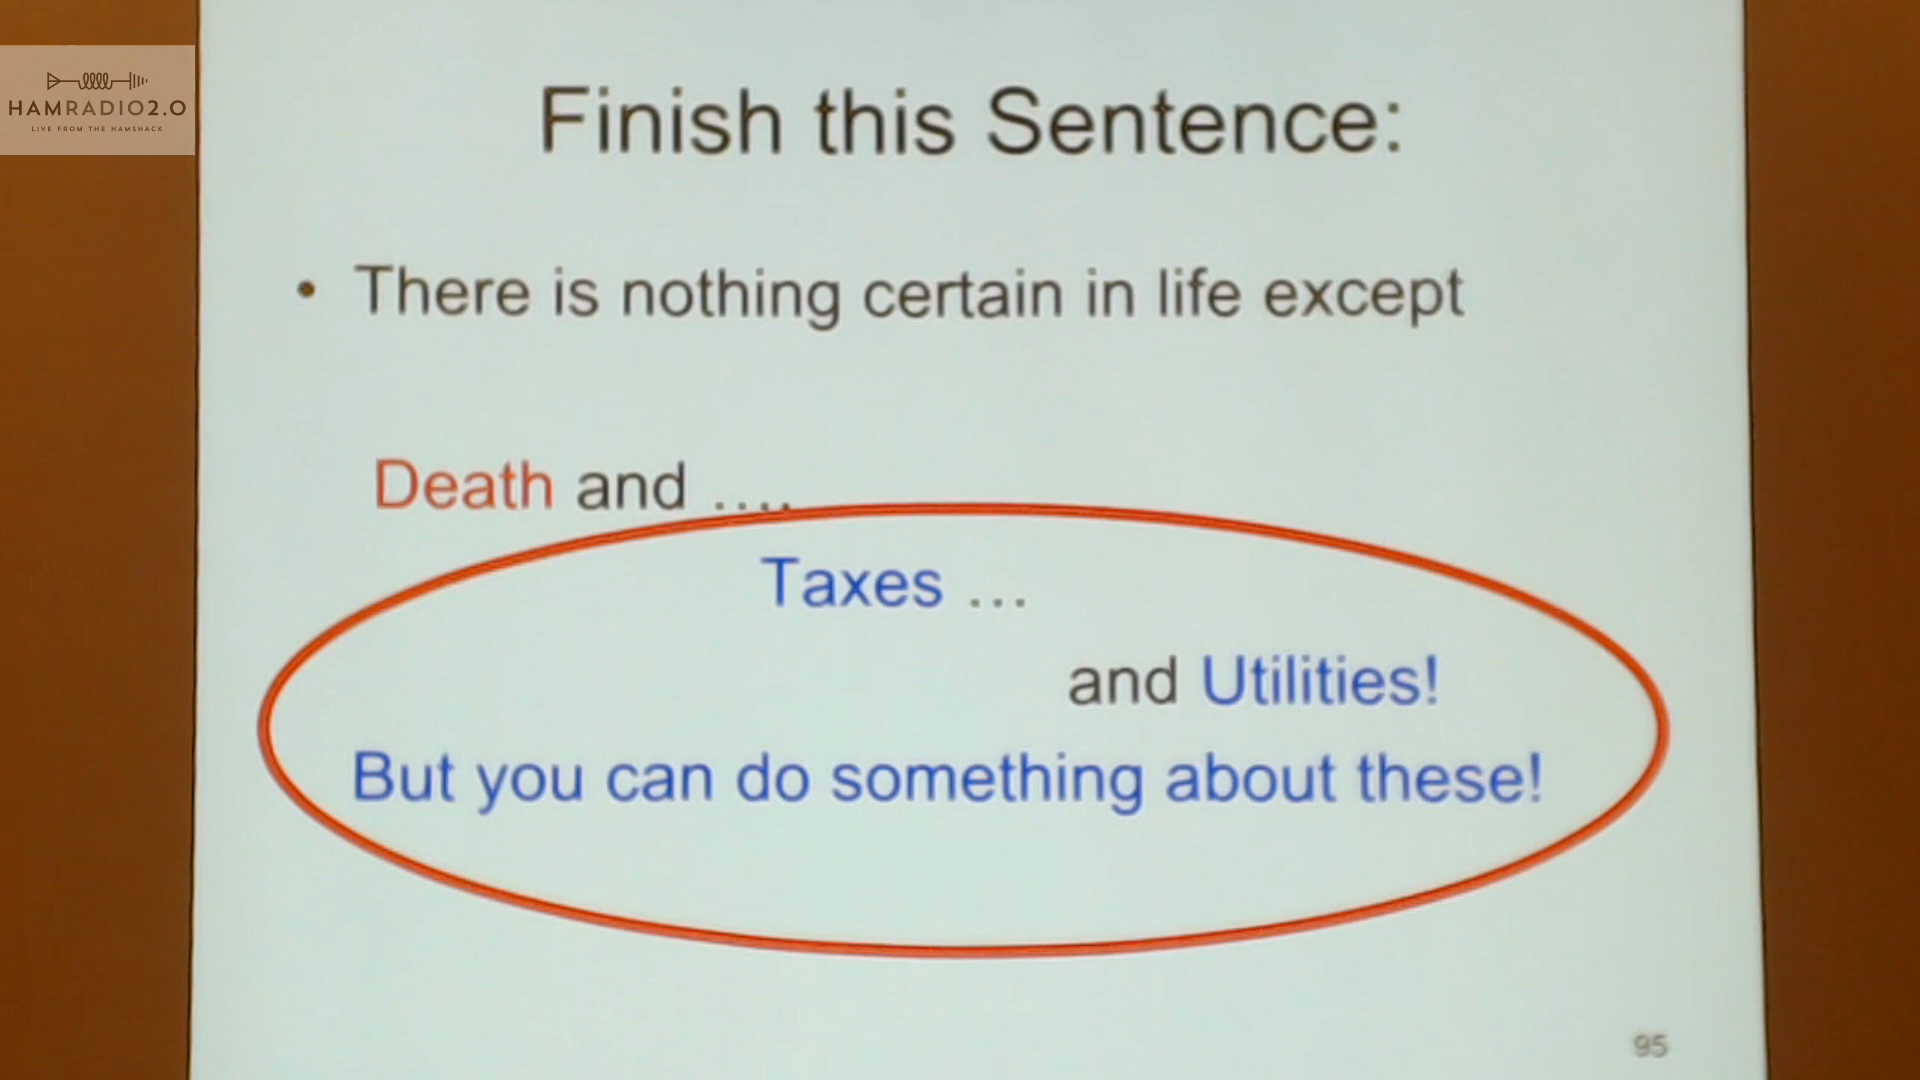 HAMRADIO2.0
LIVE FROM THE HAMSHACK
Finish this Sentence:
• There is nothing certain in life except
Death and ....
Taxes ...
and Utilities!
But you can do something about these!
95